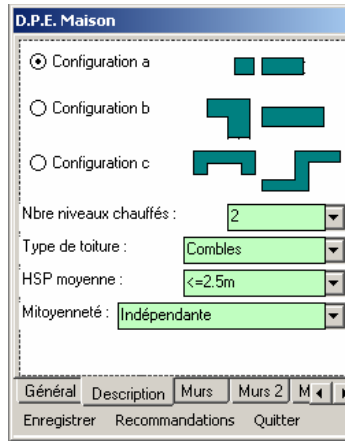 D.P.E. Maison
Configuration a
Configuration b
Configuration c
Nbre niveaux chauffés : 2
Type de toiture : Combles
HSP moyenne : <=2.5m
Mitoyenneté : Indépendante
Général Description Murs Murs 2 M
Enregistrer Recommandations Quitter